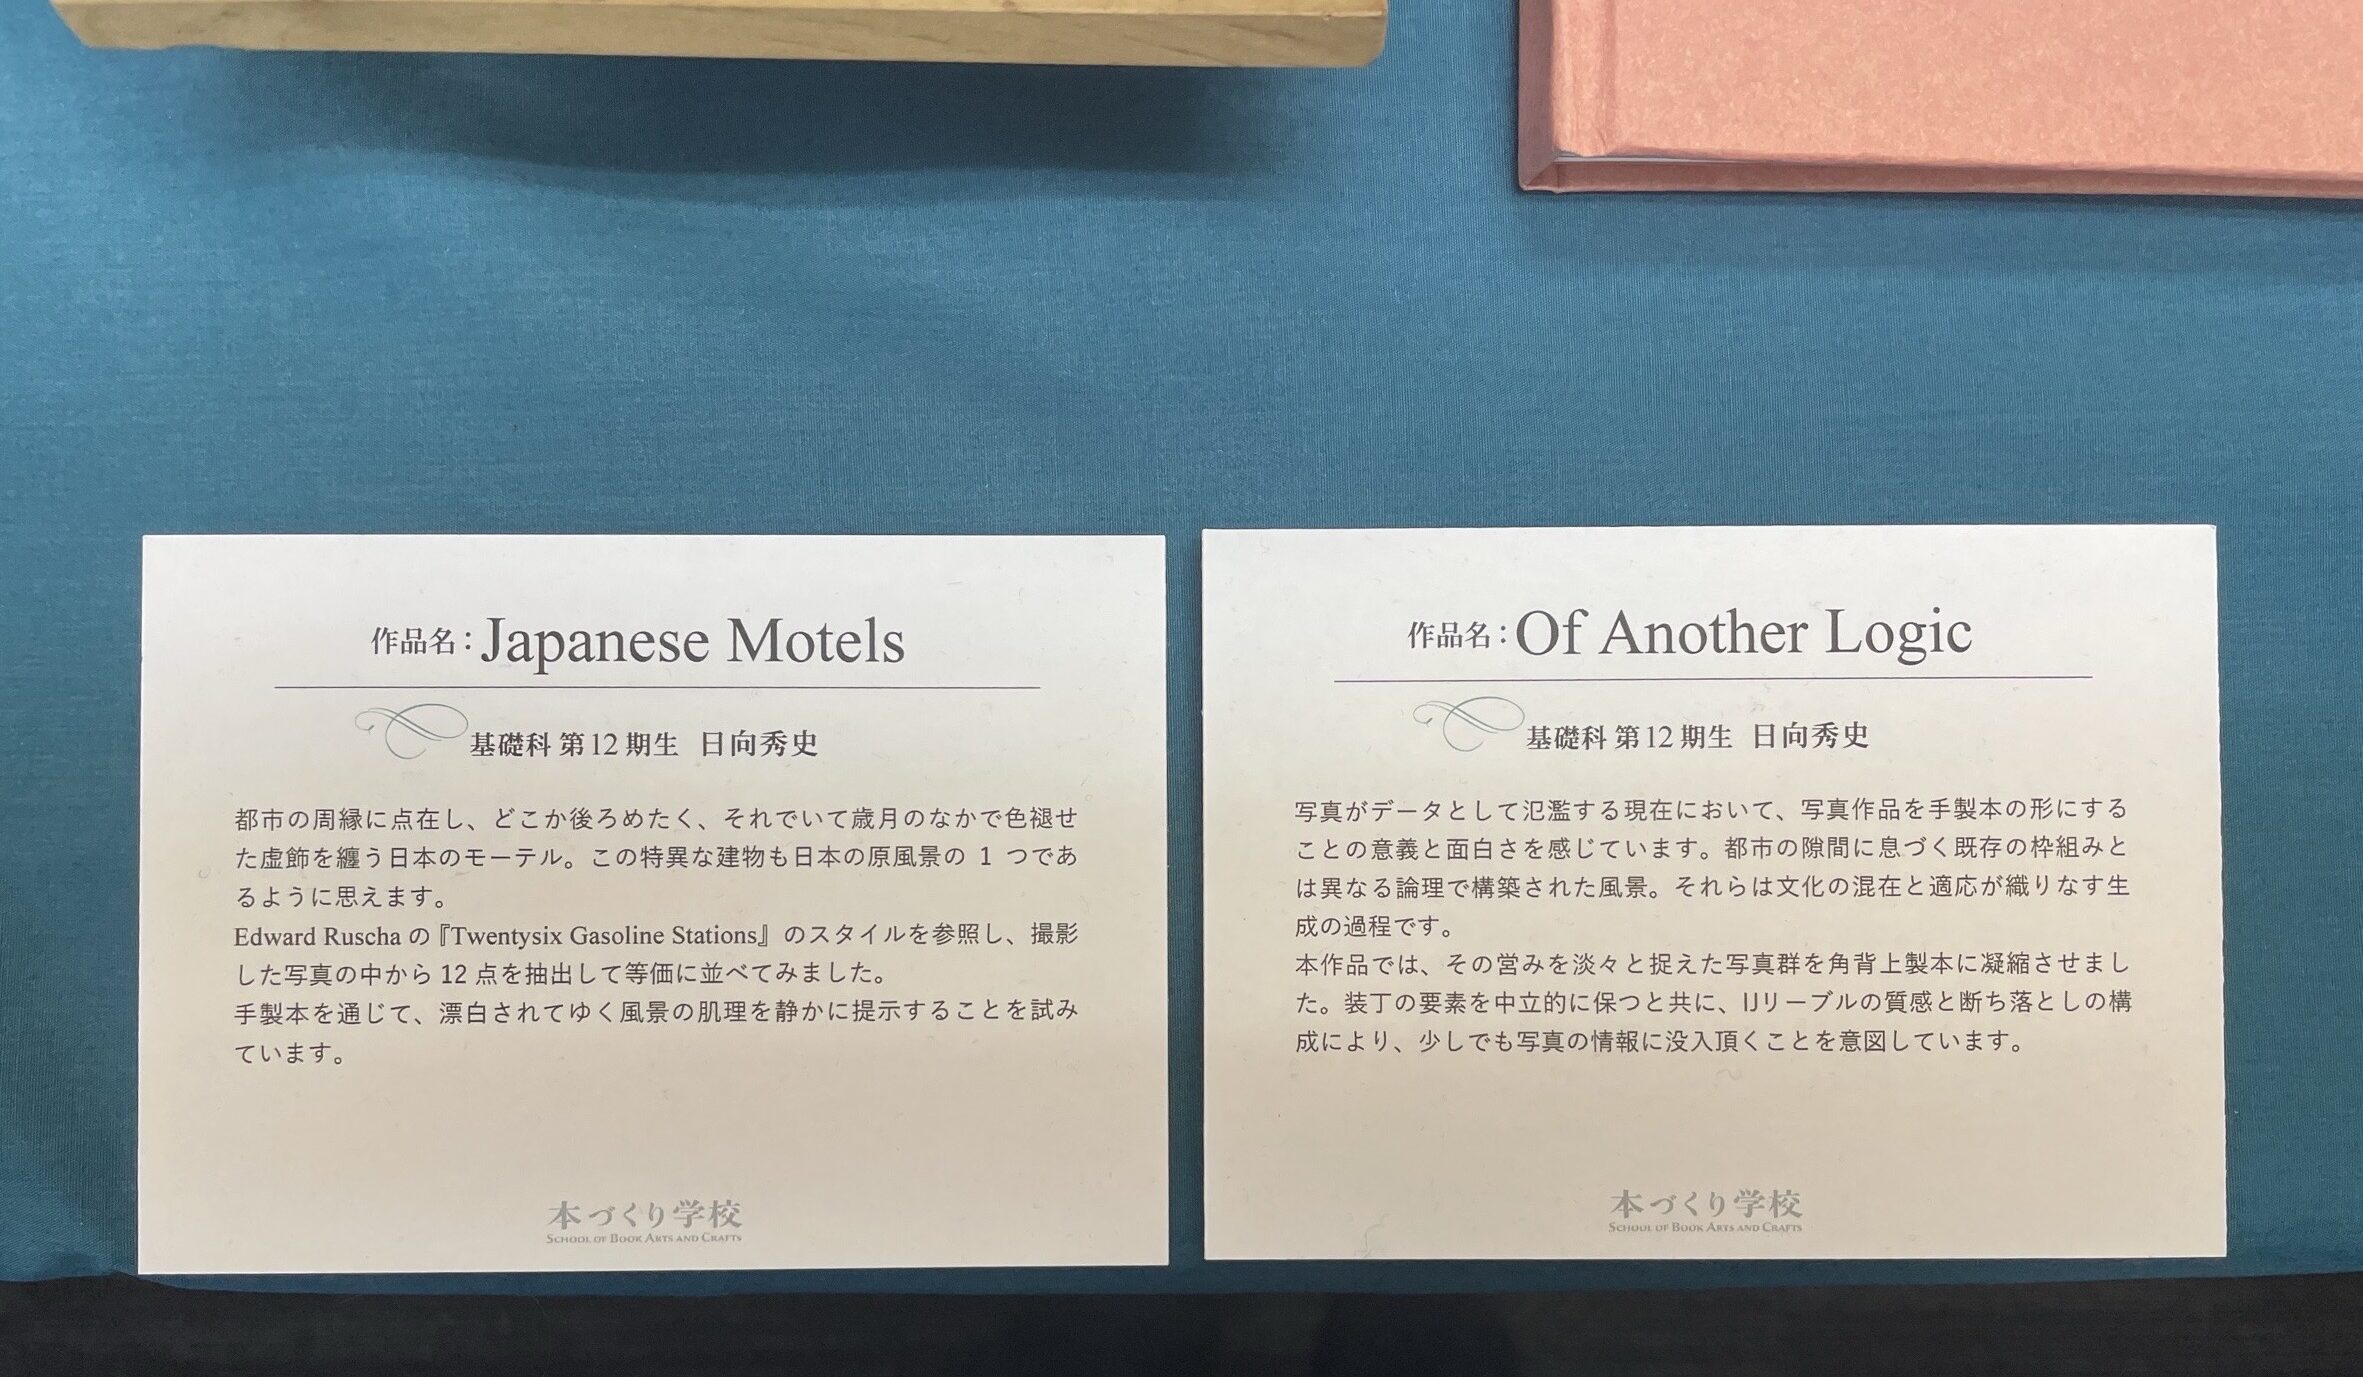 作品名：Japanese Motels
基礎科 第12期生 日向秀史
都市の周縁に点在し、どこか後ろめたく、それでいて歳月のなかで色褪せ
た虚飾を纏う日本のモーテル。この特異な建物も日本の原風景の 1 つであ
るように思えます。
Edward Ruscha の『Twentysix Gasoline Stations』のスタイルを参照し、撮影
した写真の中から 12 点を抽出して等価に並べてみました。
手製本を通じて、漂白されてゆく風景の肌理を静かに提示することを試み
ています。
本づくり学校
SCHOOL OF BOOK ARTS AND CRAFTS
作品名：Of Another Logic
基礎科 第12期生 日向秀史
写真がデータとして氾濫する現在において、写真作品を手製本の形にする
ことの意義と面白さを感じています。都市の隙間に息づく既存の枠組みと
は異なる論理で構築された風景。それらは文化の混在と適応が織りなす生
成の過程です。
本作品では、その営みを淡々と捉えた写真群を角背上製本に凝縮させまし
た。装丁の要素を中立的に保つと共に、IJリーブルの質感と断ち落としの構
成により、少しでも写真の情報に没入頂くことを意図しています。
本づくり学校
SCHOOL OF BOOK ARTS AND CRAFTS